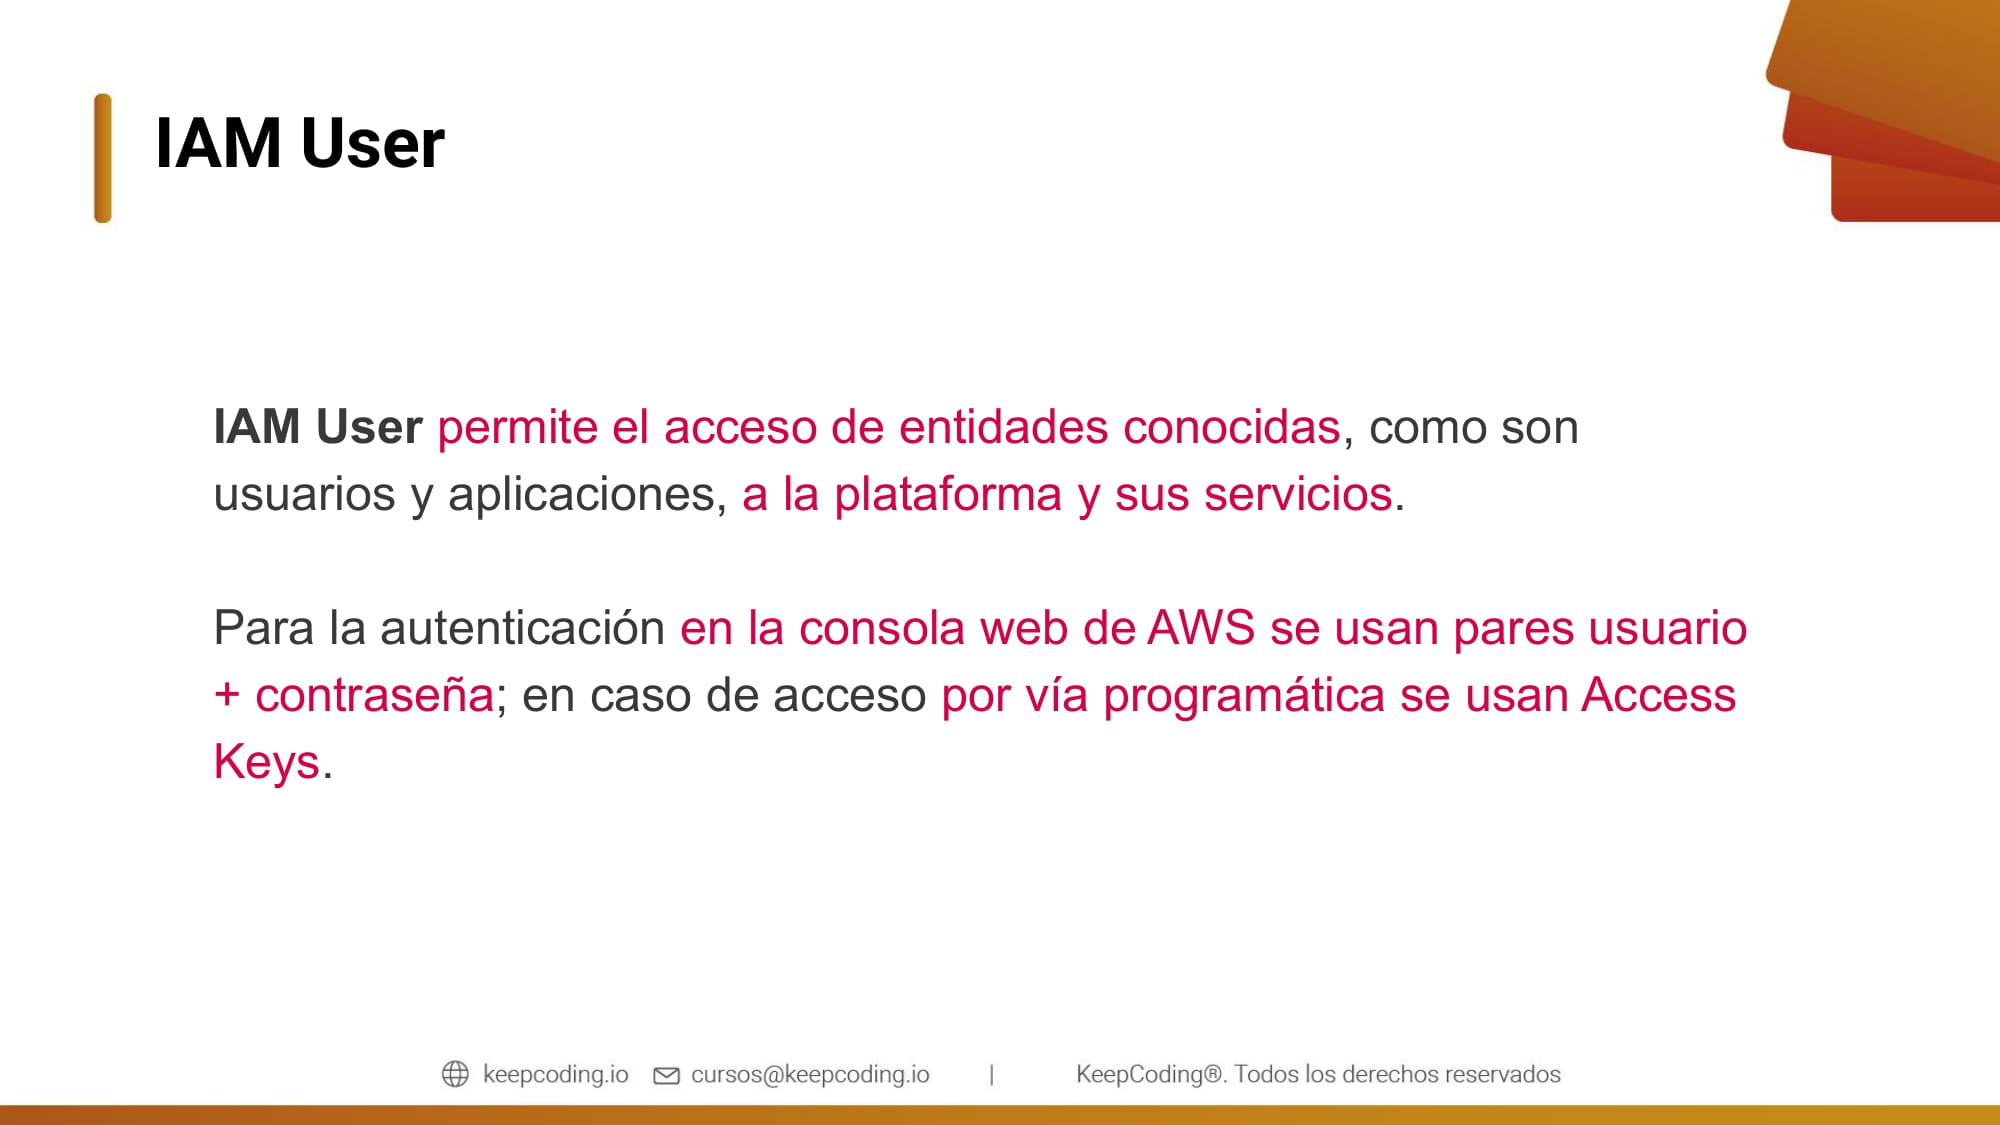 IAM User
IAM User permite el acceso de entidades conocidas, como son
usuarios y aplicaciones, a la plataforma y sus servicios.
Para la autenticación en la consola web de AWS se usan pares usuario
+ contraseña; en caso de acceso por vía programática se usan Access
Keys.
keepcoding.io cursos@keepcoding.io | KeepCoding®. Todos los derechos reservados